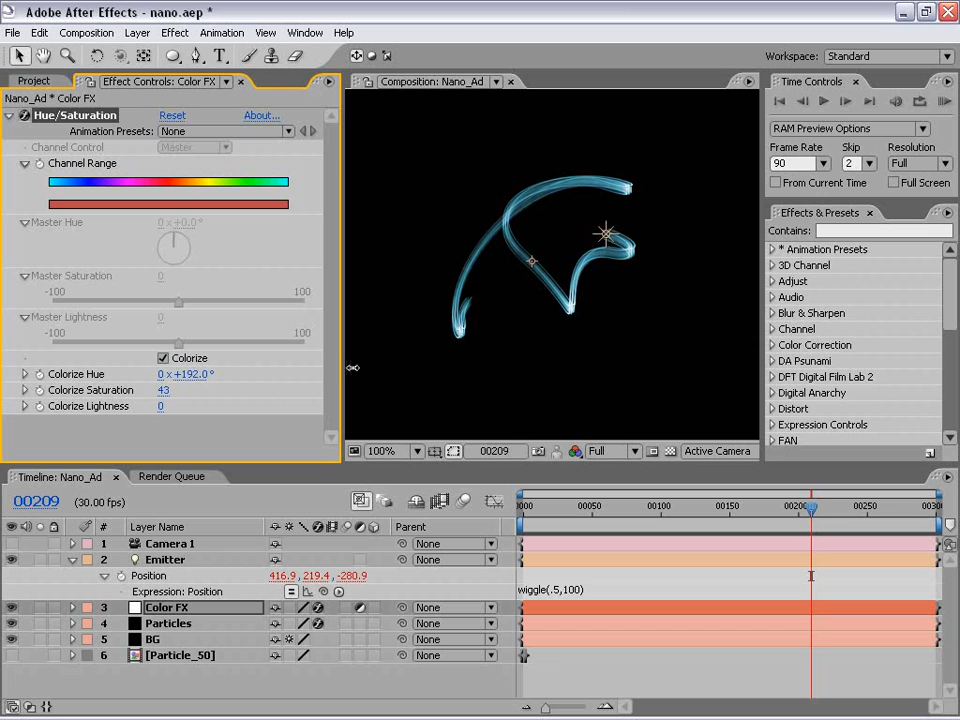 Adobe After Effects - nano.aep *
File Edit Composition Layer Effect Animation View Window Help
Workspace: Standard
Project Effect Controls: Color FX
Nano_Ad * Color FX
Hue/Saturation Reset About...
Animation Presets: None
Channel Control Master
Channel Range
Master Hue 0 x+0.0°
Master Saturation 0
-100 100
Master Lightness 0
-100 100
Colorize
Colorize Hue 0 x+192.0°
Colorize Saturation 43
Colorize Lightness 0
Composition: Nano_Ad
100% 00209 Full Active Camera
Time Controls
RAM Preview Options
Frame Rate Skip Resolution
90 2 Full
From Current Time Full Screen
Effects & Presets
Contains:
* Animation Presets
3D Channel
Adjust
Audio
Blur & Sharpen
Channel
Color Correction
DA Psunami
DFT Digital Film Lab 2
Digital Anarchy
Distort
Expression Controls
FAN
Timeline: Nano_Ad Render Queue
00209 (30.00 fps)
0000 00050 00100 00150 00200 00250 0030
# Layer Name Parent
1 Camera 1 None
2 Emitter None
Position 416.9, 219.4, -280.9
Expression: Position wiggle(.5,100)
3 Color FX None
4 Particles None
5 BG None
6 [Particle_50] None